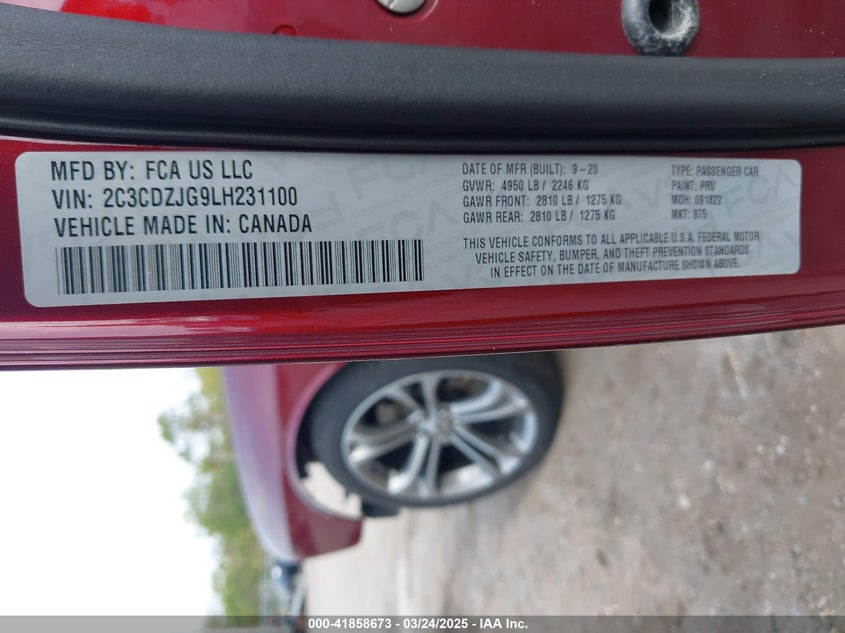 MFD BY: FCA US LLC
VIN: 2C3CDZJG9LH231100
VEHICLE MADE IN: CANADA
DATE OF MFR (BUILT): 9-20
GVWR: 4950 LB / 2246 KG
GAWR FRONT: 2810 LB / 1275 KG
GAWR REAR: 2810 LB / 1275 KG
TYPE: PASSENGER CAR
PAINT: PRV
MDH: 091822
MKT: 875
THIS VEHICLE CONFORMS TO ALL APPLICABLE U.S.A. FEDERAL MOTOR
VEHICLE SAFETY, BUMPER, AND THEFT PREVENTION STANDARDS
IN EFFECT ON THE DATE OF MANUFACTURE SHOWN ABOVE.
000-41858673 - 03/24/2025 - IAA Inc.